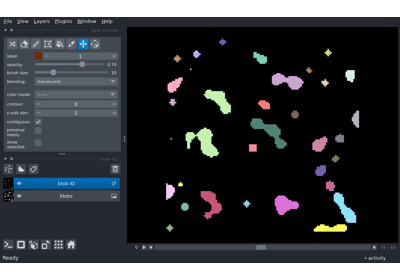 File View Layers Plugins Window Help
label: 1
opacity: 0.70
brush size: 10
blending: translucent
color mode:
contour: 0
n edit dim: 2
contiguous:
preserve labels:
show selected:
blob ID
blobs
Ready
activity